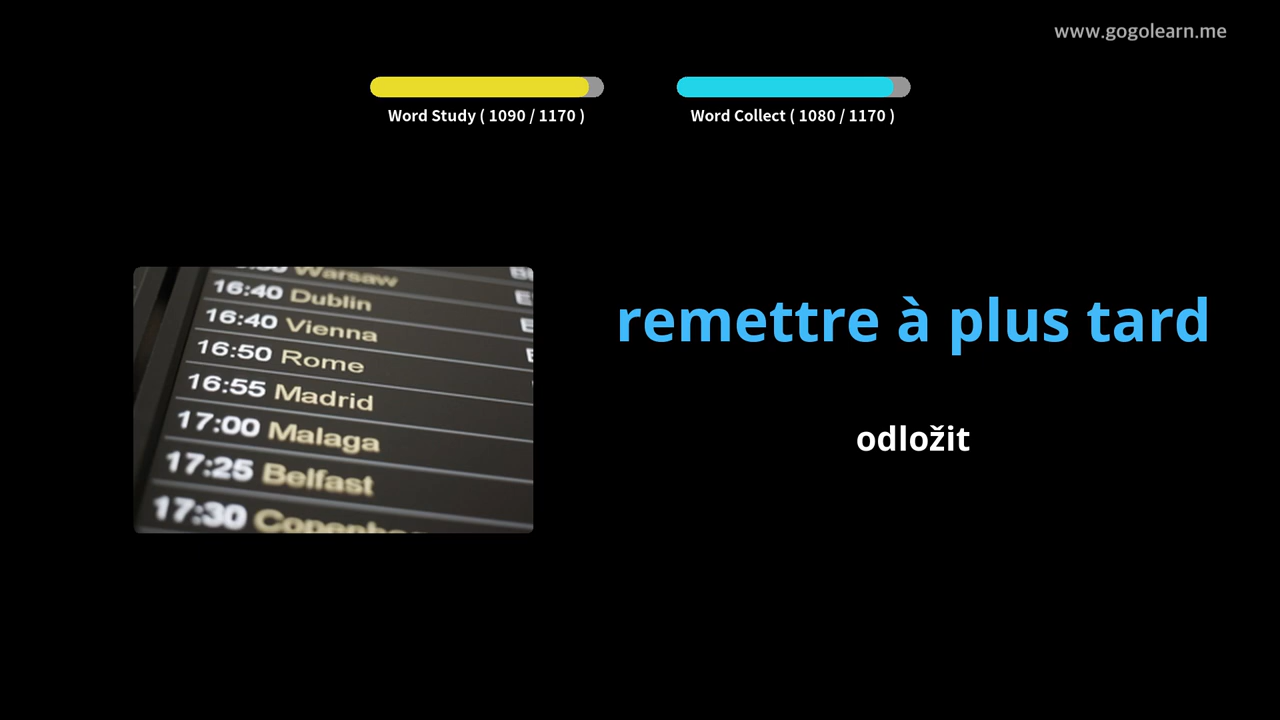 www.gogolearn.me
Word Study ( 1090 / 1170 )
Word Collect ( 1080 / 1170 )
Warsaw
16:40 Dublin
16:40 Vienna
16:50 Rome
16:55 Madrid
17:00 Malaga
17:25 Belfast
17:30
remettre à plus tard
odložit